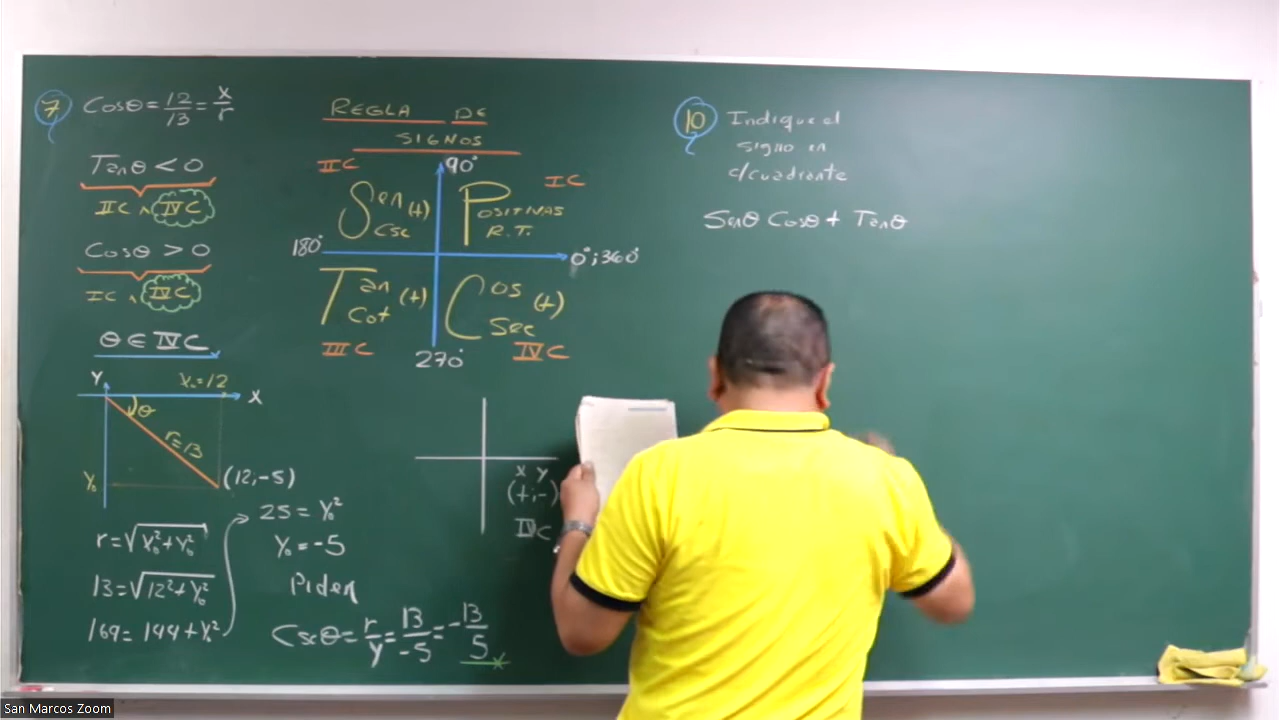 7 Cosθ = 12/13 = x/r
Tanθ < 0
IIC ∧ IVC
Cosθ > 0
IC ∧ IVC
θ ∈ IVC
Y
X₀=12
X
θ
r=13
Y₀
(12,-5)
r=√X₀²+Y₀²
13=√12²+Y₀²
169=144+Y₀²
25=Y₀²
Y₀=-5
Piden
Cscθ=r/y=13/-5=-13/5
REGLA DE
SIGNOS
IIC
90°
IC
Sen (+)
Csc
POSITIVAS
R.T.
180°
0°;360°
Tan (+)
Cot
Cos (+)
Sec
IIIC
270°
IVC
X Y
(+,-)
IVC
10 Indique el
signo en
c/cuadrante
Senθ Cosθ + Tanθ
San Marcos Zoom